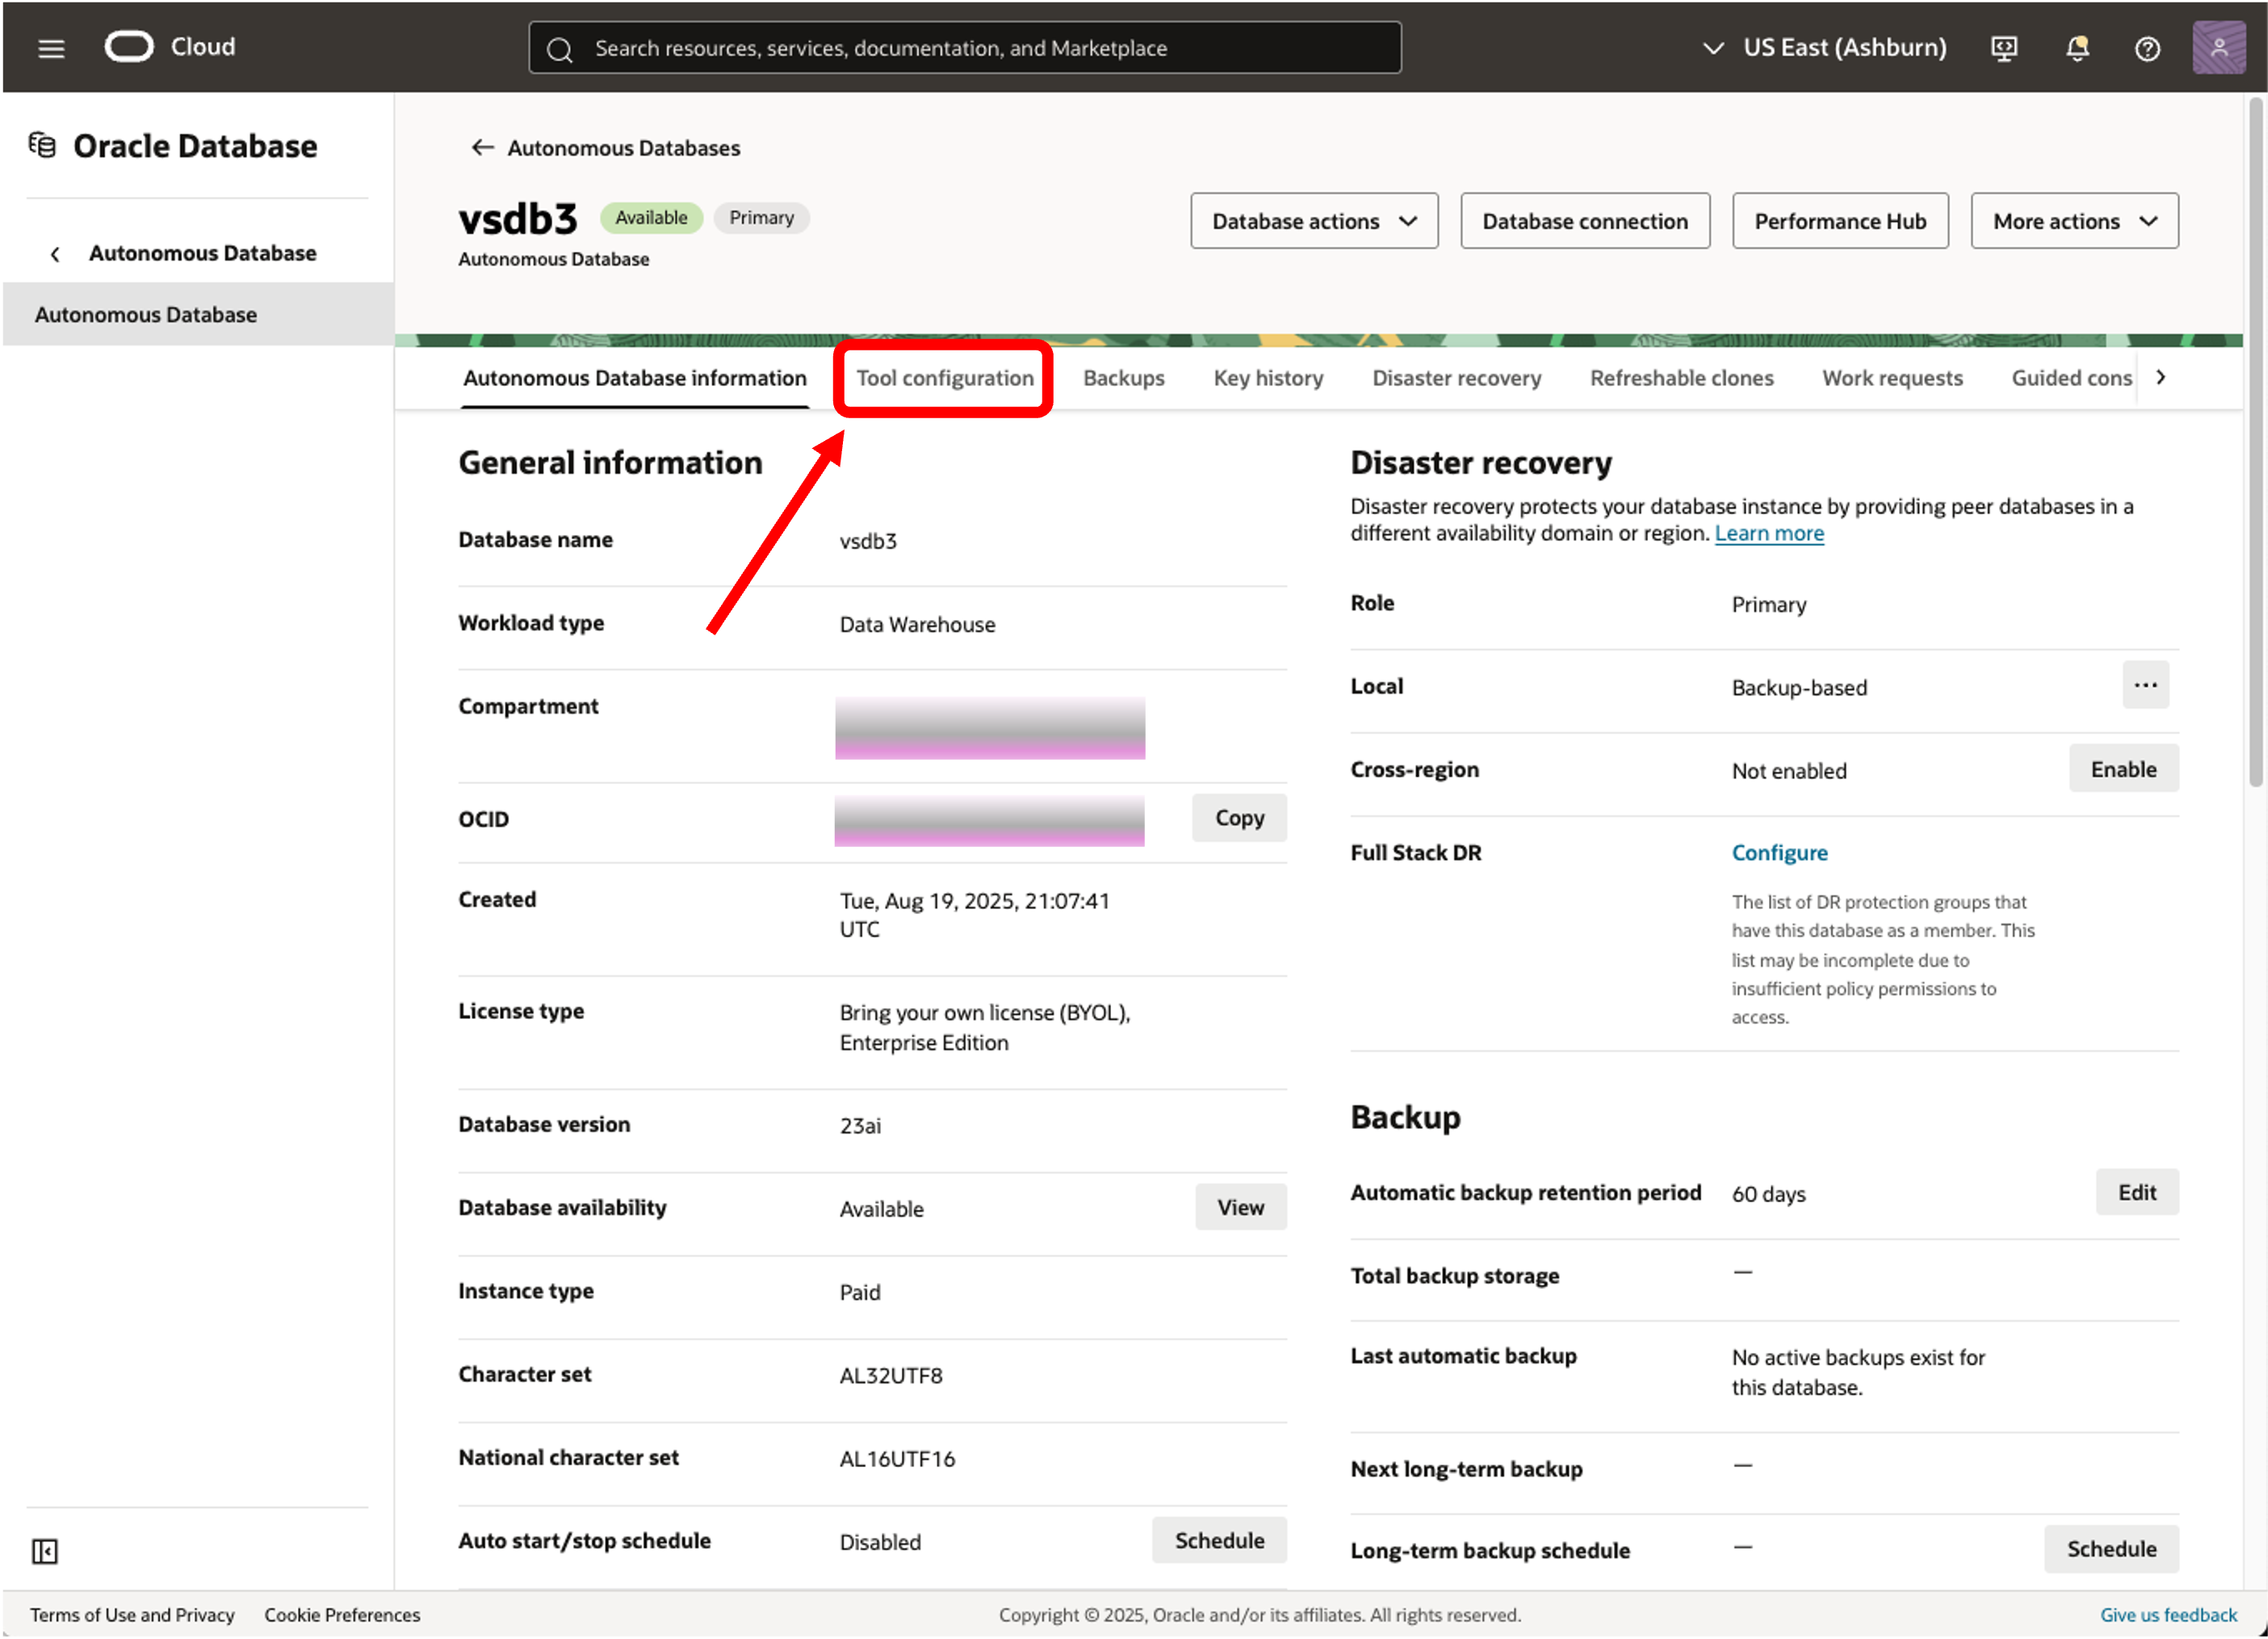 Cloud
Search resources, services, documentation, and Marketplace
US East (Ashburn)
Oracle Database
Autonomous Database
Autonomous Database
Autonomous Databases
vsdb3
Available
Primary
Autonomous Database
Database actions
Database connection
Performance Hub
More actions
Autonomous Database information
Tool configuration
Backups
Key history
Disaster recovery
Refreshable clones
Work requests
Guided cons
General information
Database name
vsdb3
Workload type
Data Warehouse
Compartment
OCID
Copy
Created
Tue, Aug 19, 2025, 21:07:41
UTC
License type
Bring your own license (BYOL),
Enterprise Edition
Database version
23ai
Database availability
Available
View
Instance type
Paid
Character set
AL32UTF8
National character set
AL16UTF16
Auto start/stop schedule
Disabled
Schedule
Disaster recovery
Disaster recovery protects your database instance by providing peer databases in a
different availability domain or region. Learn more
Role
Primary
Local
Backup-based
Cross-region
Not enabled
Enable
Full Stack DR
Configure
The list of DR protection groups that
have this database as a member. This
list may be incomplete due to
insufficient policy permissions to
access.
Backup
Automatic backup retention period
60 days
Edit
Total backup storage
—
Last automatic backup
No active backups exist for
this database.
Next long-term backup
—
Long-term backup schedule
—
Schedule
Terms of Use and Privacy
Cookie Preferences
Copyright © 2025, Oracle and/or its affiliates. All rights reserved.
Give us feedback